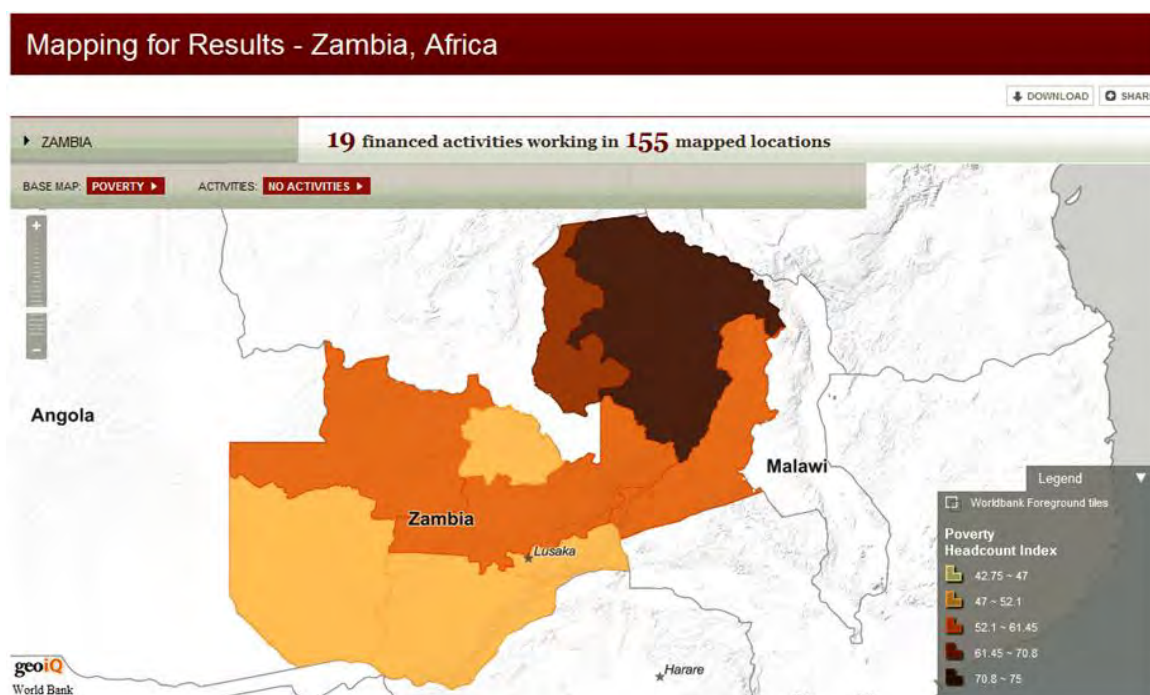 Mapping for Results - Zambia, Africa
DOWNLOAD SHARE
ZAMBIA 19 financed activities working in 155 mapped locations
BASE MAP: POVERTY ACTIVITIES: NO ACTIVITIES
+
-
Angola
Malawi
Zambia
Lusaka
Harare
Legend
Worldbank Foreground tiles
Poverty
Headcount Index
42.75 ~ 47
47 ~ 52.1
52.1 ~ 61.45
61.45 ~ 70.8
70.8 ~ 75
geoiQ
World Bank